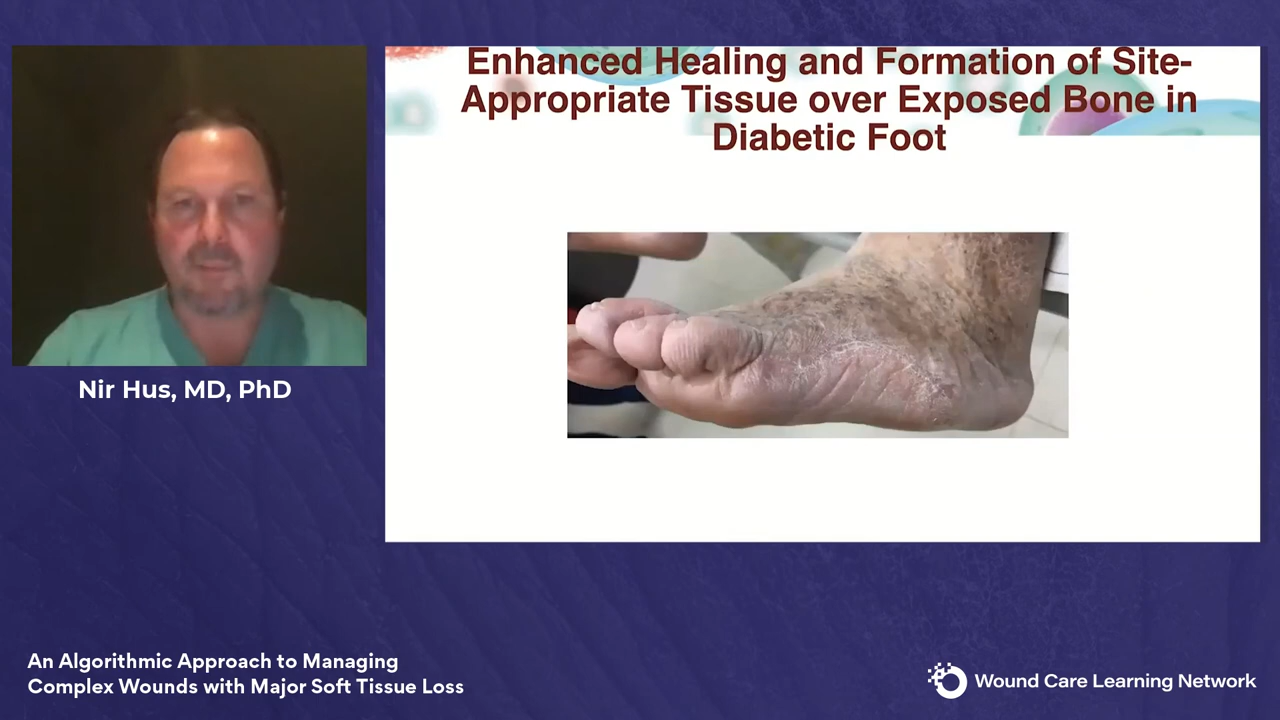 Enhanced Healing and Formation of Site-
Appropriate Tissue over Exposed Bone in
Diabetic Foot
Nir Hus, MD, PhD
An Algorithmic Approach to Managing
Complex Wounds with Major Soft Tissue Loss
Wound Care Learning Network